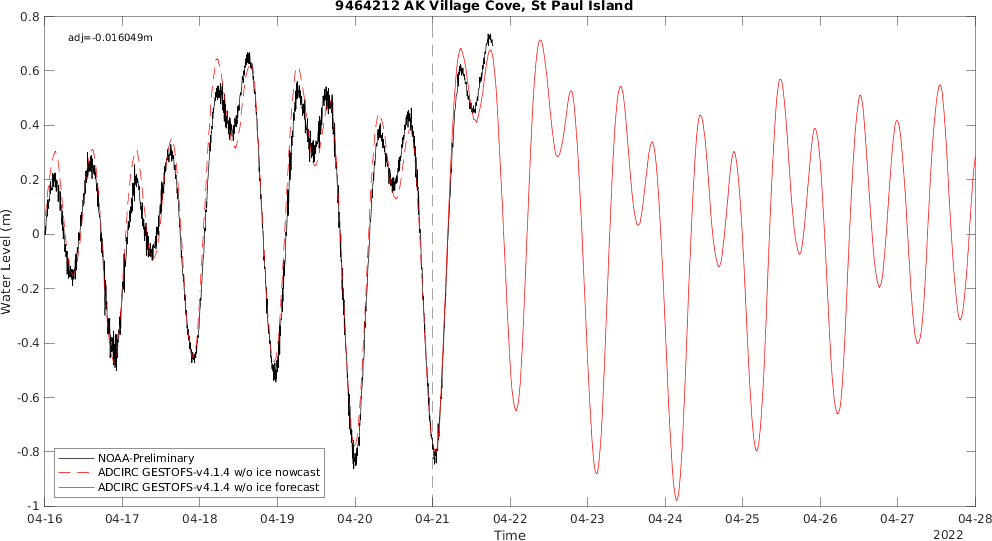 9464212 AK Village Cove, St Paul Island
adj=-0.016049m
0.8
0.6
0.4
0.2
0
-0.2
-0.4
-0.6
-0.8
-1
Water Level (m)
NOAA-Preliminary
ADCIRC GESTOFS-v4.1.4 w/o ice nowcast
ADCIRC GESTOFS-v4.1.4 w/o ice forecast
04-16 04-17 04-18 04-19 04-20 04-21 04-22 04-23 04-24 04-25 04-26 04-27 04-28
Time
2022